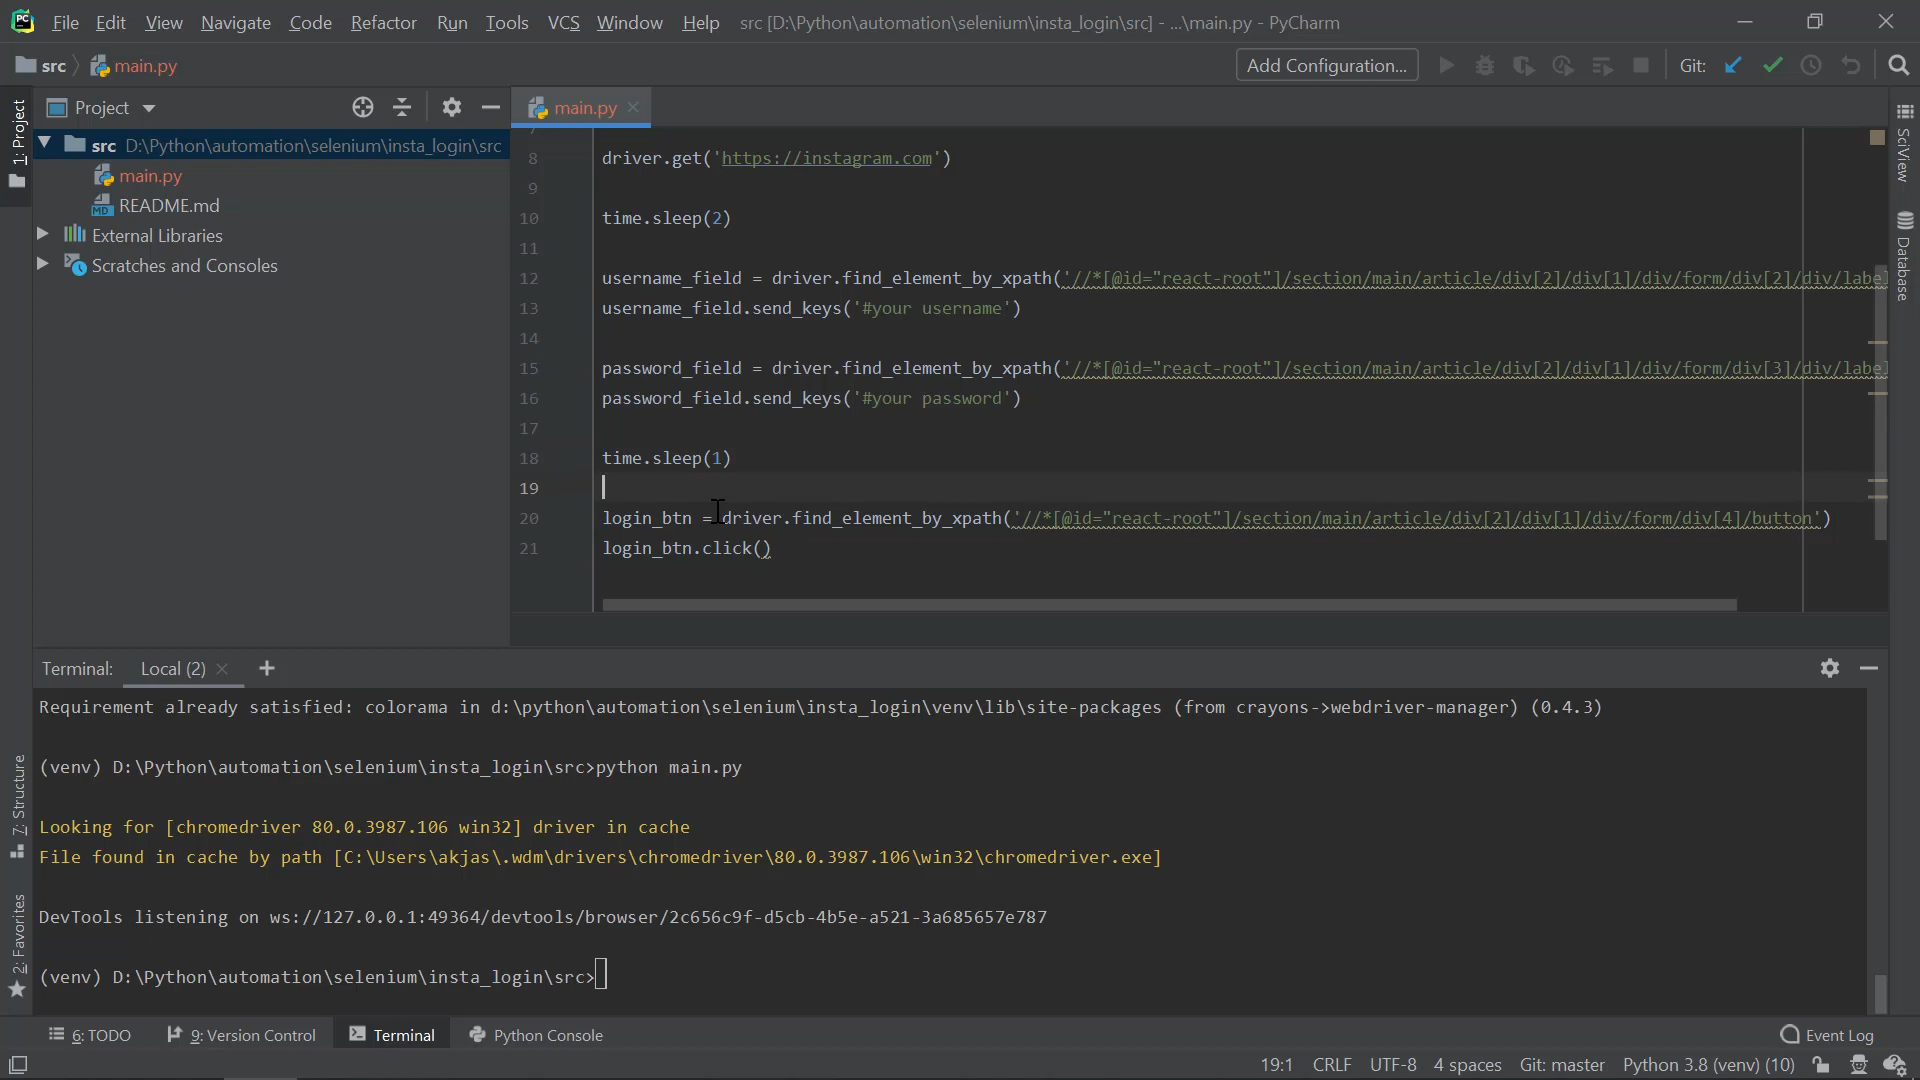 File Edit View Navigate Code Refactor Run Tools VCS Window Help src [D:\Python\automation\selenium\insta_login\src] - ...\main.py - PyCharm
src main.py Add Configuration... Git:
Project main.py
1: Project
src D:\Python\automation\selenium\insta_login\src
main.py
README.md
External Libraries
Scratches and Consoles
7
8 driver.get('https://instagram.com')
9
10 time.sleep(2)
11
12 username_field = driver.find_element_by_xpath('//*[@id="react-root"]/section/main/article/div[2]/div[1]/div/form/div[2]/div/label
13 username_field.send_keys('#your username')
14
15 password_field = driver.find_element_by_xpath('//*[@id="react-root"]/section/main/article/div[2]/div[1]/div/form/div[3]/div/label
16 password_field.send_keys('#your password')
17
18 time.sleep(1)
19
20 login_btn = driver.find_element_by_xpath('//*[@id="react-root"]/section/main/article/div[2]/div[1]/div/form/div[4]/button')
21 login_btn.click()
SciView
Database
Terminal: Local (2) +
Requirement already satisfied: colorama in d:\python\automation\selenium\insta_login\venv\lib\site-packages (from crayons->webdriver-manager) (0.4.3)
(venv) D:\Python\automation\selenium\insta_login\src>python main.py
Looking for [chromedriver 80.0.3987.106 win32] driver in cache
File found in cache by path [C:\Users\akjas\.wdm\drivers\chromedriver\80.0.3987.106\win32\chromedriver.exe]
DevTools listening on ws://127.0.0.1:49364/devtools/browser/2c656c9f-d5cb-4b5e-a521-3a685657e787
(venv) D:\Python\automation\selenium\insta_login\src>
7: Structure
2: Favorites
6: TODO 9: Version Control Terminal Python Console Event Log
19:1 CRLF UTF-8 4 spaces Git: master Python 3.8 (venv) (10)